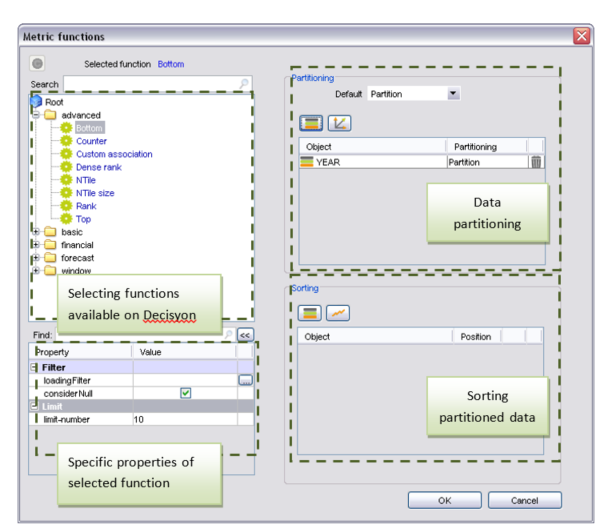 Metric functions
Selected function Bottom
Search
Root
advanced
Bottom
Counter
Custom association
Dense rank
NTile
NTile size
Rank
Top
basic
financial
forecast
window
Selecting functions
available on Decisyon
Find:
<<
Property Value
Filter
loadingFilter
...
considerNull
Limit
limit-number 10
Specific properties of
selected function
Partitioning
Default Partition
Object Partitioning
YEAR Partition
Data
partitioning
Sorting
Object Position
Sorting
partitioned data
OK Cancel